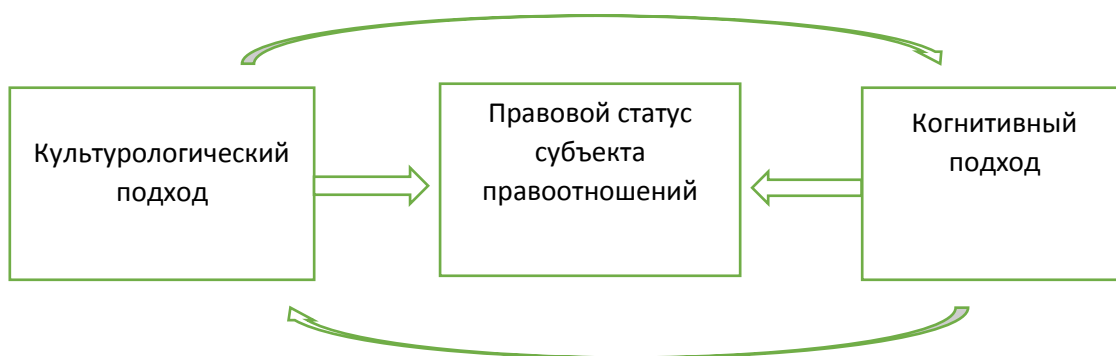 Культурологический
подход
Правовой статус
субъекта
правоотношений
Когнитивный
подход